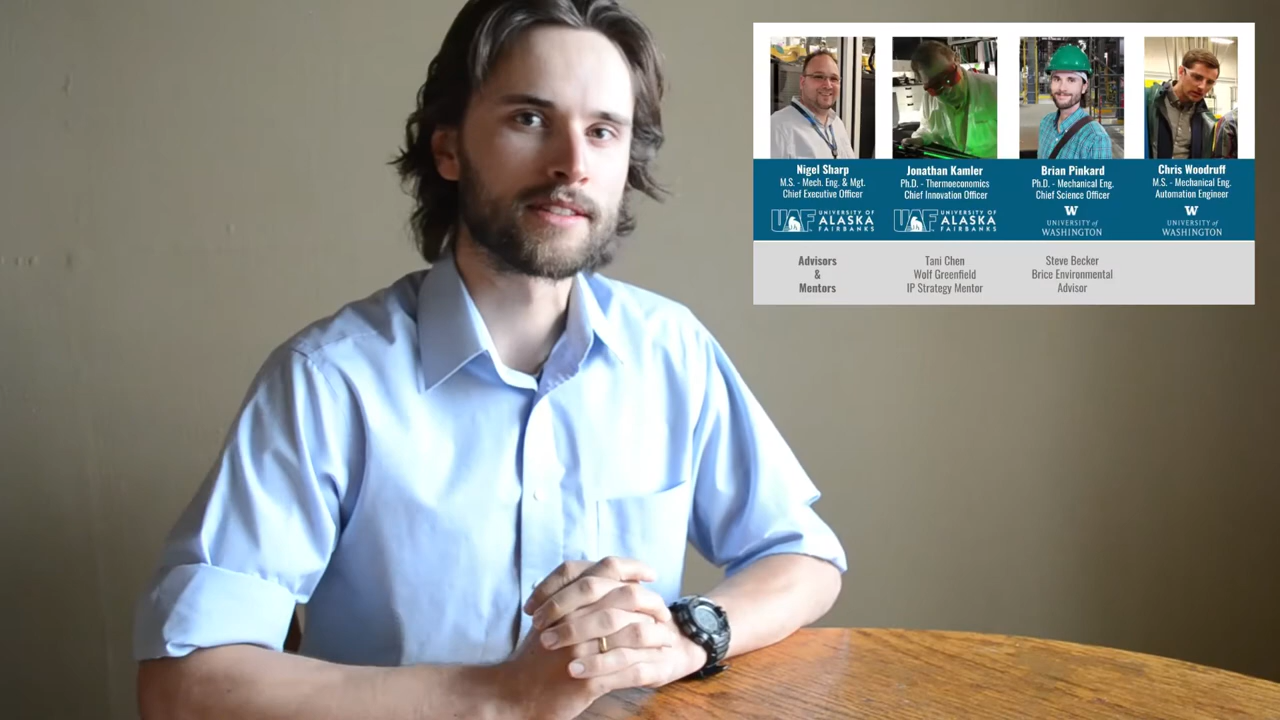 Nigel Sharp
M.S. - Mech. Eng. & Mgt.
Chief Executive Officer
UAF UNIVERSITY OF
ALASKA
FAIRBANKS
Jonathan Kamler
Ph.D. - Thermoeconomics
Chief Innovation Officer
UAF UNIVERSITY OF
ALASKA
FAIRBANKS
Brian Pinkard
Ph.D. - Mechanical Eng.
Chief Science Officer
W
UNIVERSITY of
WASHINGTON
Chris Woodruff
M.S. - Mechanical Eng.
Automation Engineer
W
UNIVERSITY of
WASHINGTON
Advisors
&
Mentors
Tani Chen
Wolf Greenfield
IP Strategy Mentor
Steve Becker
Brice Environmental
Advisor